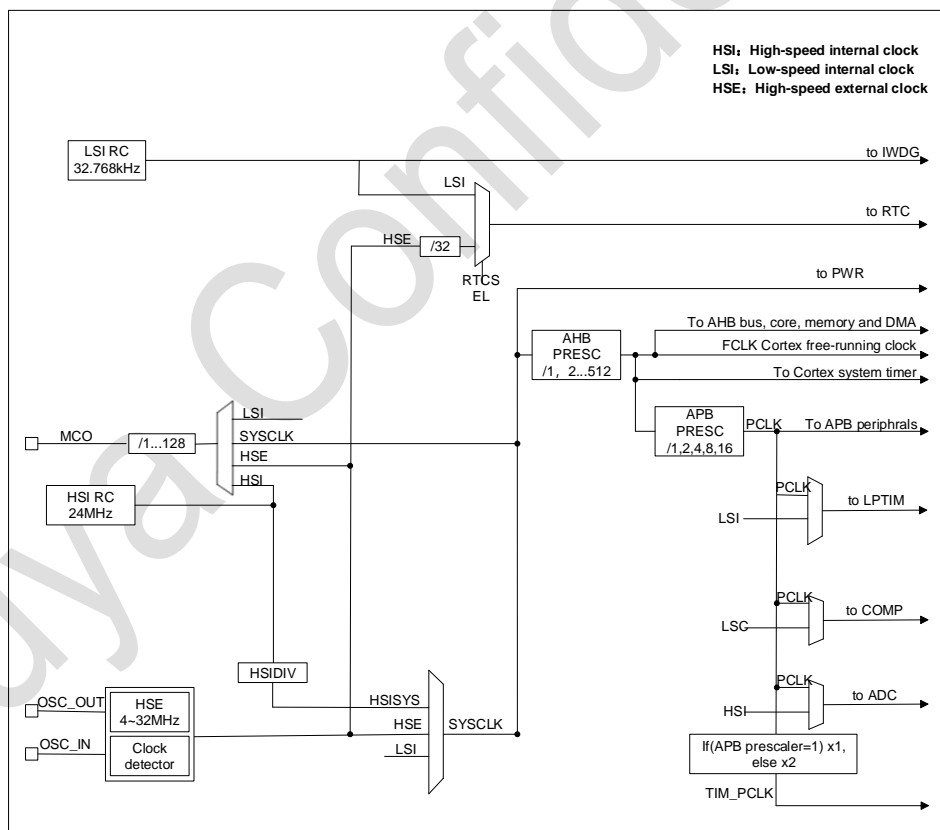 HSI: High-speed internal clock
LSI: Low-speed internal clock
HSE: High-speed external clock
LSI RC
32.768kHz
to IWDG
LSI
to RTC
HSE
/32
RTCS
EL
to PWR
AHB
PRESC
/1, 2...512
To AHB bus, core, memory and DMA
FCLK Cortex free-running clock
To Cortex system timer
APB
PRESC
/1,2,4,8,16
PCLK
To APB periphrals
MCO
/1...128
LSI
SYSCLK
HSE
HSI
HSI RC
24MHz
PCLK
LSI
to LPTIM
PCLK
LSC
to COMP
HSIDIV
PCLK
HSI
to ADC
OSC_OUT
OSC_IN
HSE
4~32MHz
Clock
detector
HSISYS
HSE
LSI
SYSCLK
If(APB prescaler=1) x1,
else x2
TIM_PCLK